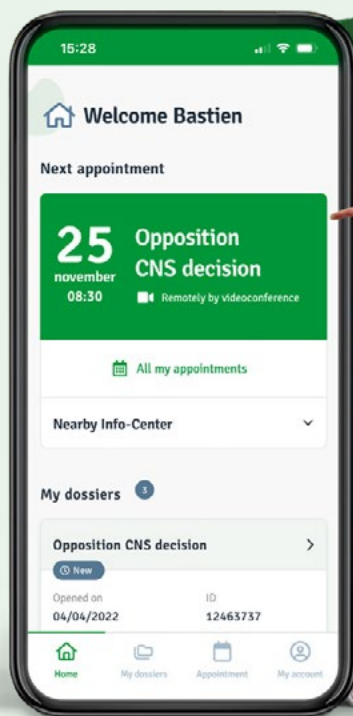 15:28
Welcome Bastien
Next appointment
25
november
08:30
Opposition
CNS decision
Remotely by videoconference
All my appointments
Nearby Info-Center
My dossiers 3
Opposition CNS decision
New
Opened on
04/04/2022
ID
12463737
Home
My dossiers
Appointment
My account